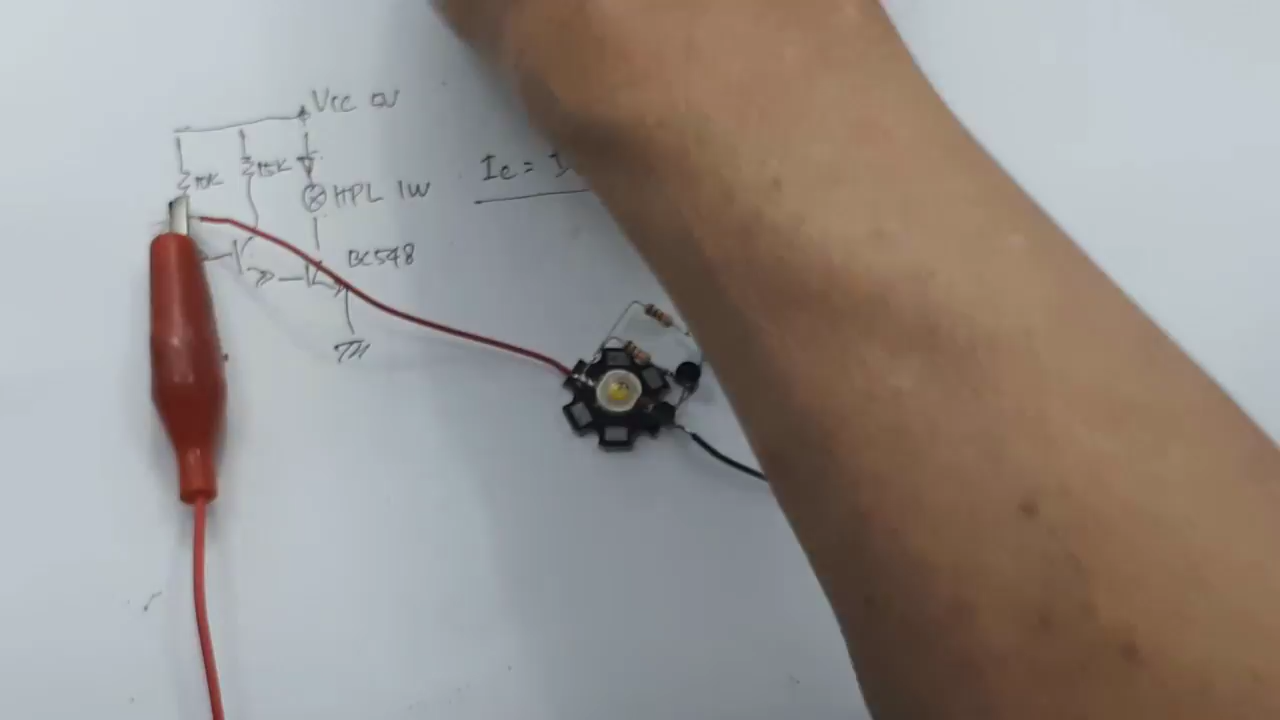 Vcc
10K
15K
HPL 1W
Ic =
BC548